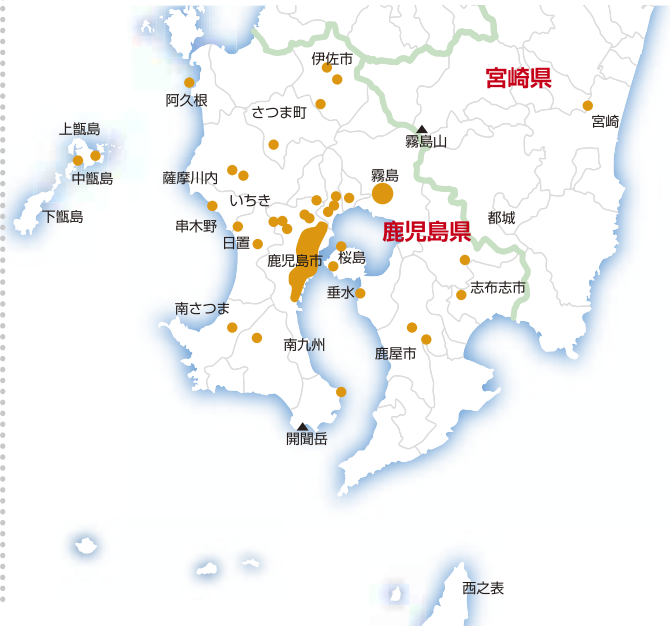 伊佐市
宮崎県
阿久根
さつま町
宮崎
上甑島
霧島山
中甑島
薩摩川内
霧島
いちき
下甑島
都城
串木野
鹿児島県
日置
鹿児島市
桜島
垂水
志布志市
南さつま
南九州
鹿屋市
開聞岳
西之表